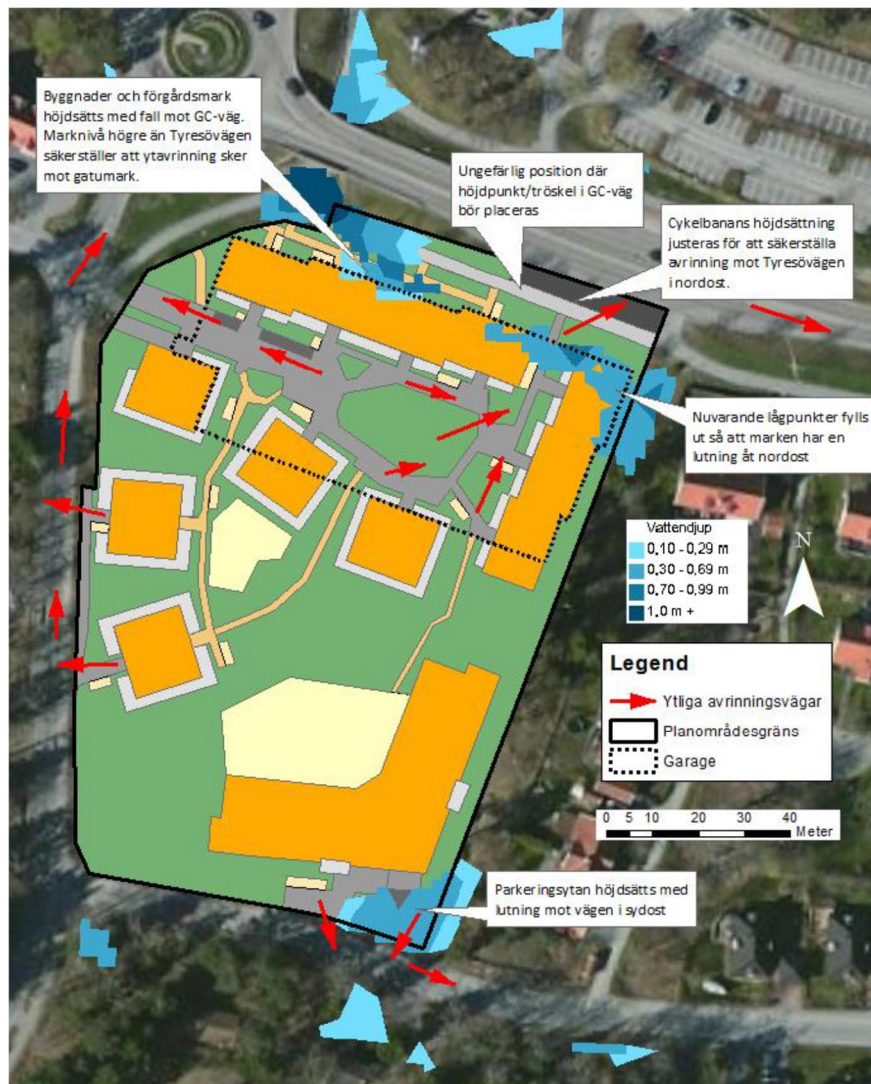 Byggnader och förgårdsmark
höjdsätts med fall mot GC-väg.
Marknivå högre än Tyresövägen
säkerställer att ytavrinning sker
mot gatumark.
Ungefärlig position där
höjdpunkt/tröskel i GC-väg
bör placeras
Cykelbanans höjdsättning
justeras för att säkerställa
avrinning mot Tyresövägen
i nordost.
Nuvarande lågpunkter fylls
ut så att marken har en
lutning åt nordost
Vattendjup
0,10 - 0,29 m
0,30 - 0,69 m
0,70 - 0,99 m
1,0 m +
N
Legend
Ytliga avrinningsvägar
Planområdesgräns
Garage
0 5 10 20 30 40
Meter
Parkeringsytan höjdsätts med
lutning mot vägen i sydost